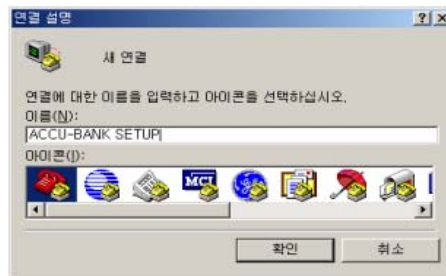 연결 설명
새 연결
연결에 대한 이름을 입력하고 아이콘을 선택하십시오.
이름(N):
ACCU-BANK SETUP
아이콘(I):
MCI
확인 취소